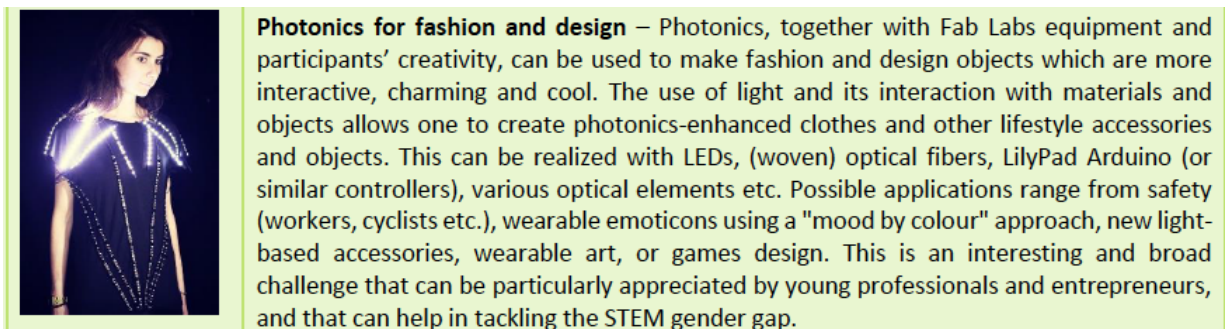 Photonics for fashion and design – Photonics, together with Fab Labs equipment and
participants’ creativity, can be used to make fashion and design objects which are more
interactive, charming and cool. The use of light and its interaction with materials and
objects allows one to create photonics-enhanced clothes and other lifestyle accessories
and objects. This can be realized with LEDs, (woven) optical fibers, LilyPad Arduino (or
similar controllers), various optical elements etc. Possible applications range from safety
(workers, cyclists etc.), wearable emoticons using a "mood by colour" approach, new light-
based accessories, wearable art, or games design. This is an interesting and broad
challenge that can be particularly appreciated by young professionals and entrepreneurs,
and that can help in tackling the STEM gender gap.